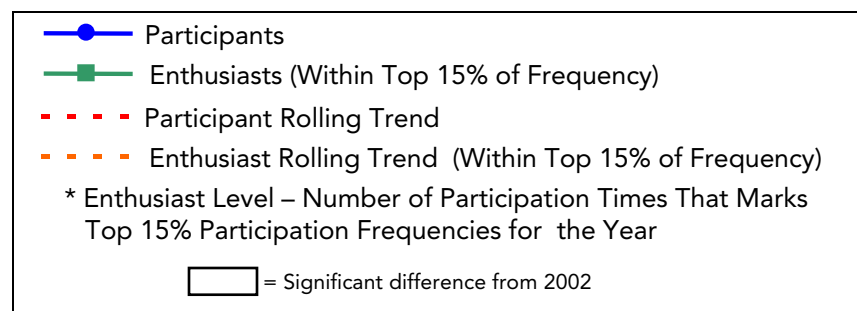 Participants
Enthusiasts (Within Top 15% of Frequency)
Participant Rolling Trend
Enthusiast Rolling Trend (Within Top 15% of Frequency)
* Enthusiast Level – Number of Participation Times That Marks
Top 15% Participation Frequencies for the Year
= Significant difference from 2002